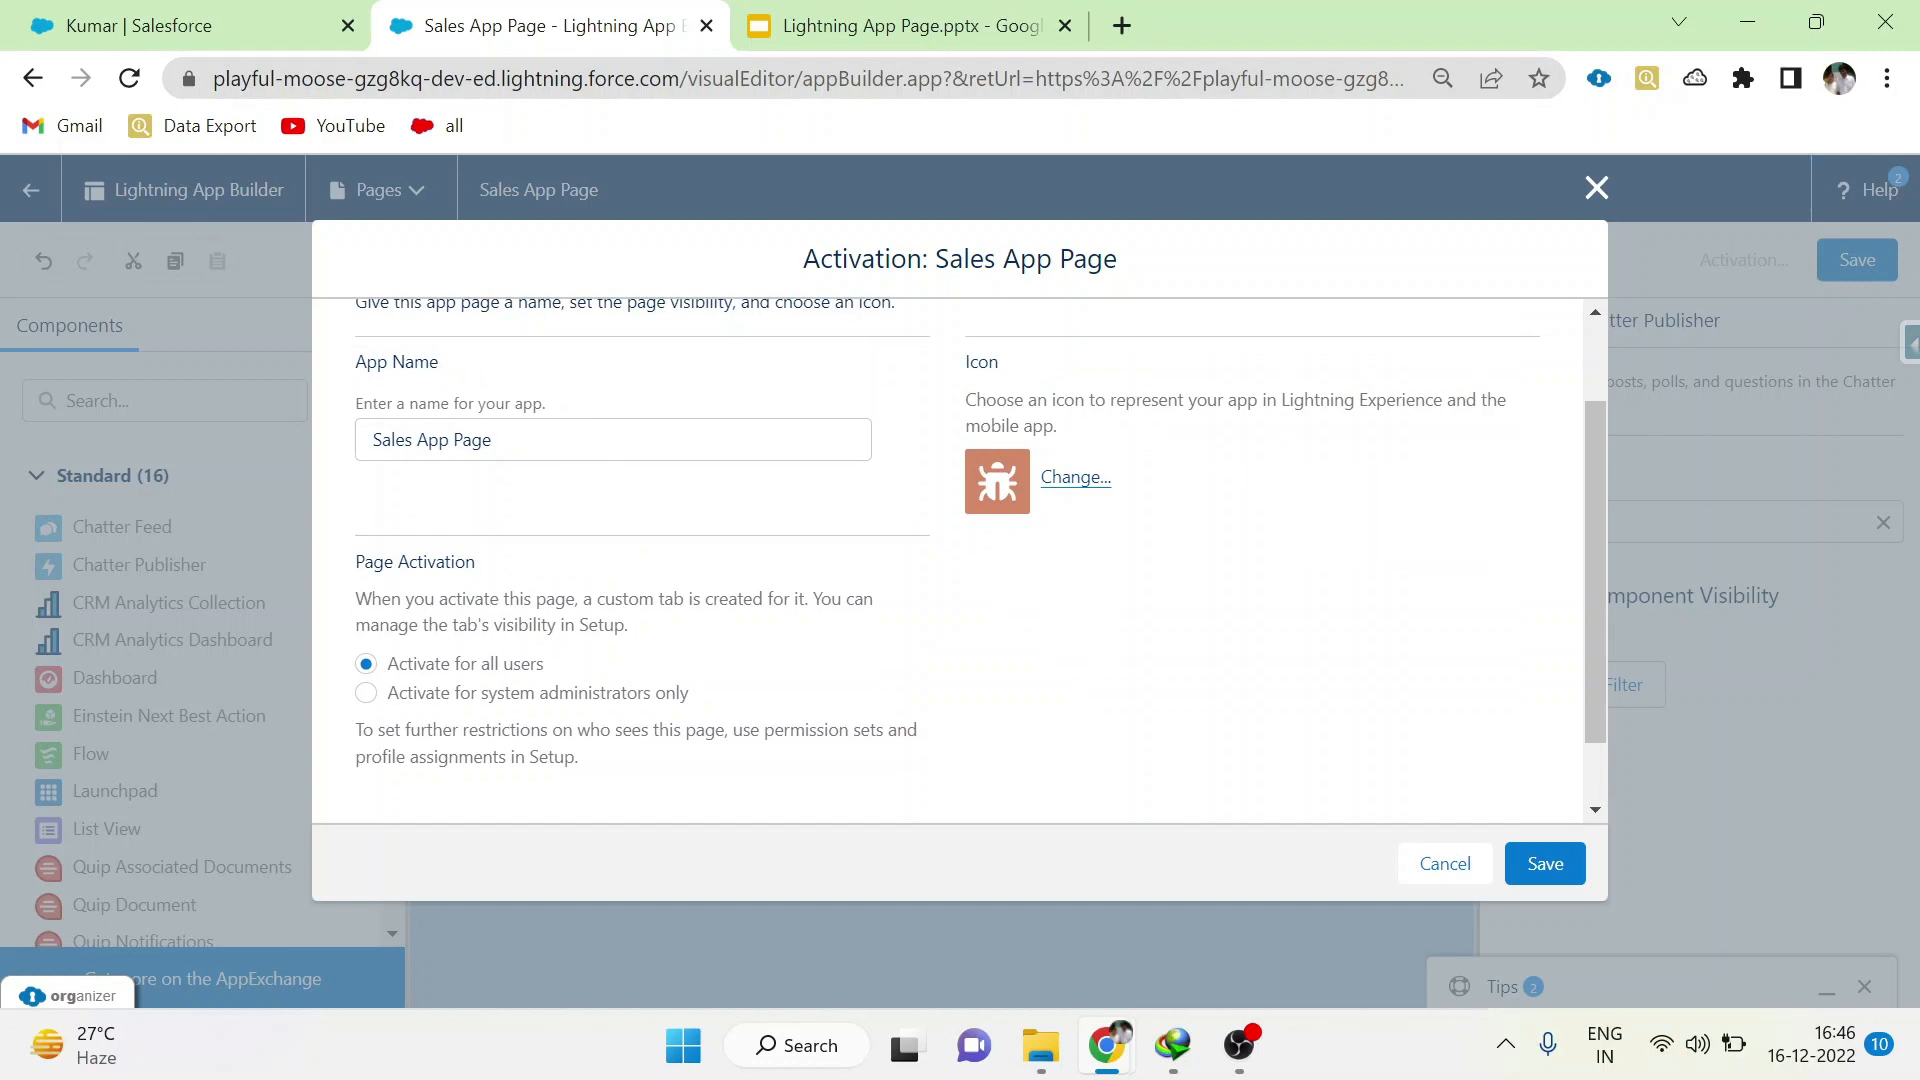 Kumar | Salesforce
Sales App Page - Lightning App
Lightning App Page.pptx - Goog
playful-moose-gzg8kq-dev-ed.lightning.force.com/visualEditor/appBuilder.app?&retUrl=https%3A%2F%2Fplayful-moose-gzg8...
Gmail
Data Export
YouTube
all
Lightning App Builder
Pages
Sales App Page
? Help
2
Activation: Sales App Page
Activation...
Save
Components
Search...
Standard (16)
Chatter Feed
Chatter Publisher
CRM Analytics Collection
CRM Analytics Dashboard
Dashboard
Einstein Next Best Action
Flow
Launchpad
List View
Quip Associated Documents
Quip Document
Quip Notifications
ore on the AppExchange
organizer
Give this app page a name, set the page visibility, and choose an icon.
App Name
Enter a name for your app.
Sales App Page
Icon
Choose an icon to represent your app in Lightning Experience and the
mobile app.
Change...
Page Activation
When you activate this page, a custom tab is created for it. You can
manage the tab's visibility in Setup.
Activate for all users
Activate for system administrators only
To set further restrictions on who sees this page, use permission sets and
profile assignments in Setup.
Cancel
Save
tter Publisher
posts, polls, and questions in the Chatter
mponent Visibility
Filter
Tips 2
27°C
Haze
Search
ENG
IN
16:46
16-12-2022
10